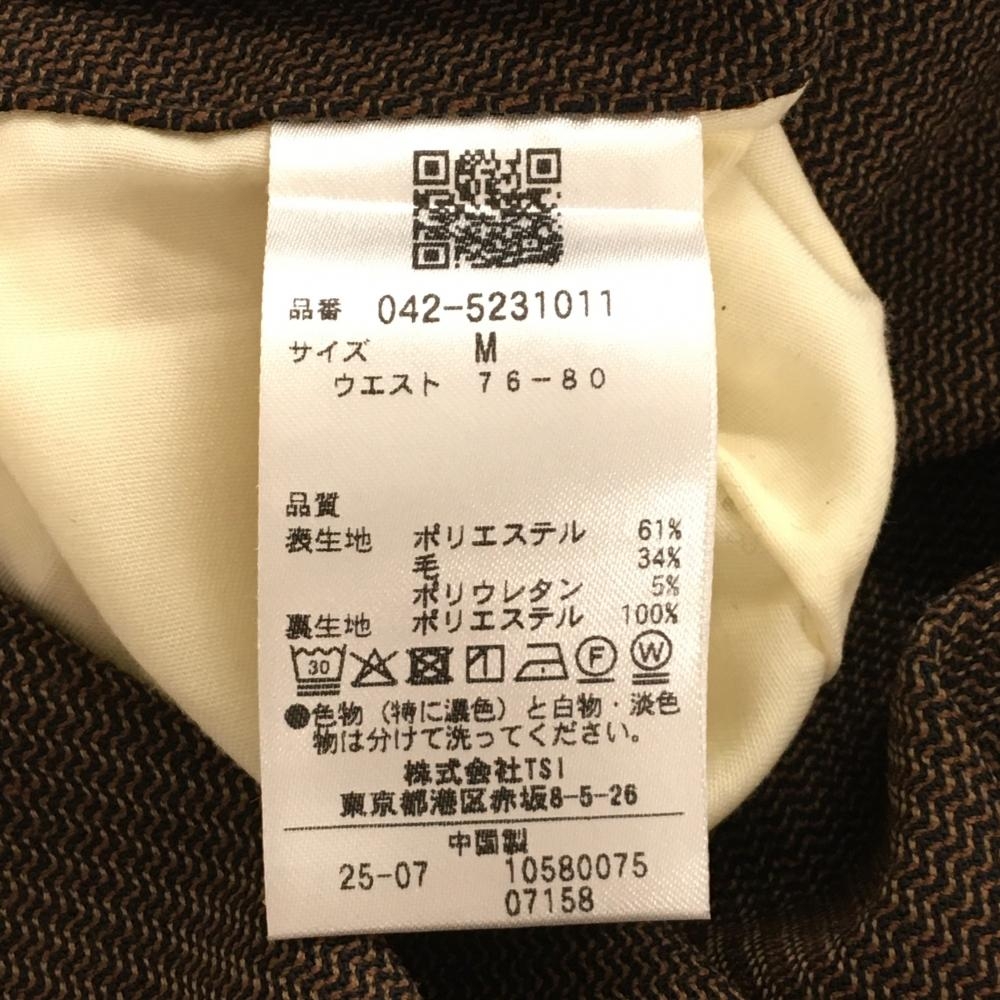 品番 042-5231011
サイズ M
ウエスト 76-80
品質
表生地 ポリエステル 61%
毛 34%
ポリウレタン 5%
裏生地 ポリエステル 100%
30 F W
●色物（特に濃色）と白物・淡色
物は分けて洗ってください。
株式会社TSI
東京都港区赤坂8-5-26
中国製
25-07 10580075
07158